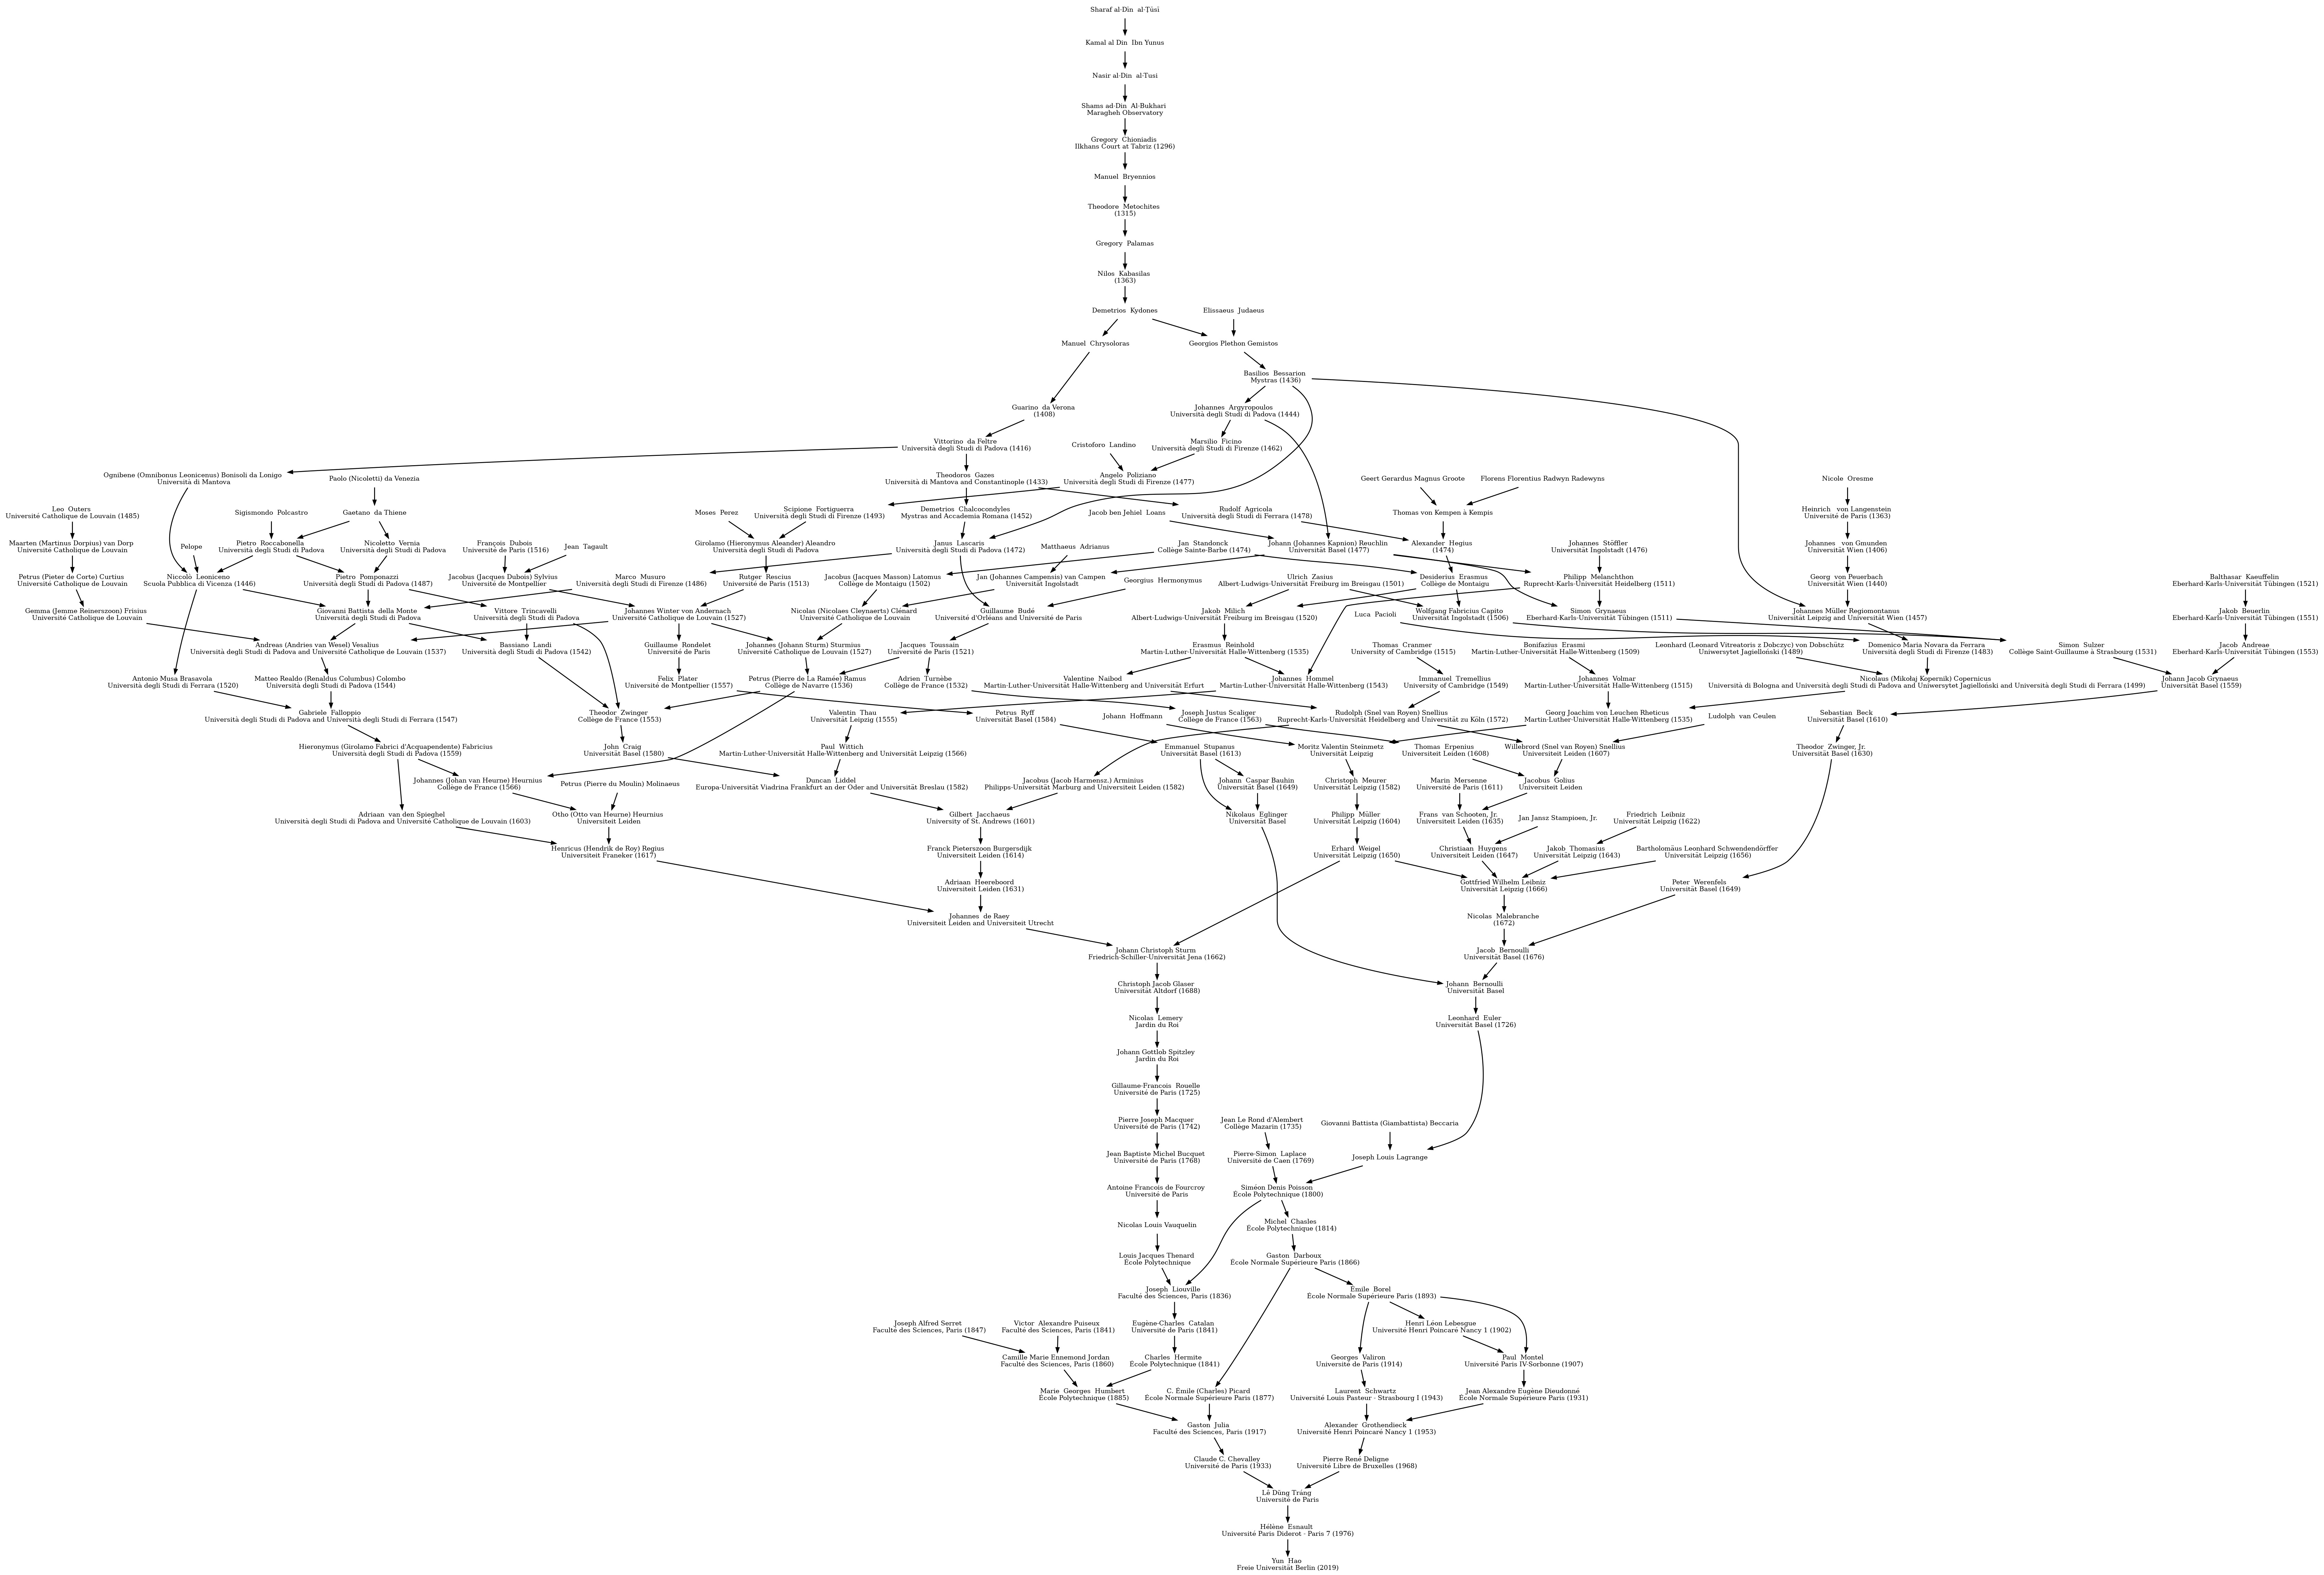 Sharaf al-Dīn al-Ṭūsī
Kamal al Din Ibn Yunus
Nasir al-Din al-Tusi
Shams ad-Din Al-Bukhari
Maragheh Observatory
Gregory Chioniadis
Ilkhans Court at Tabriz (1296)
Manuel Bryennios
Theodore Metochites
(1315)
Gregory Palamas
Nilos Kabasilas
(1363)
Demetrios Kydones
Elissaeus Judaeus
Manuel Chrysoloras
Georgios Plethon Gemistos
Basilios Bessarion
Mystras (1436)
Guarino da Verona
(1408)
Johannes Argyropoulos
Università degli Studi di Padova (1444)
Vittorino da Feltre
Università degli Studi di Padova (1416)
Cristoforo Landino
Marsilio Ficino
Università degli Studi di Firenze (1462)
Ognibene (Omnibonus Leonicenus) Bonisoli da Lonigo
Università di Mantova
Paolo (Nicoletti) da Venezia
Theodoros Gazes
Università di Mantova and Constantinople (1433)
Angelo Poliziano
Università degli Studi di Firenze (1477)
Geert Gerardus Magnus Groote
Florens Florentius Radwyn Radewyns
Nicole Oresme
Leo Outers
Université Catholique de Louvain (1485)
Sigismondo Polcastro
Gaetano da Thiene
Moses Perez
Scipione Fortiguerra
Università degli Studi di Firenze (1493)
Demetrios Chalcocondyles
Mystras and Accademia Romana (1452)
Jacob ben Jehiel Loans
Rudolf Agricola
Università degli Studi di Ferrara (1478)
Thomas von Kempen à Kempis
Heinrich von Langenstein
Université de Paris (1363)
Maarten (Martinus Dorpius) van Dorp
Université Catholique de Louvain
Pelope
Pietro Roccabonella
Università degli Studi di Padova
Nicoletto Vernia
Università degli Studi di Padova
François Dubois
Université de Paris (1516)
Jean Tagault
Girolamo (Hieronymus Aleander) Aleandro
Università degli Studi di Padova
Janus Lascaris
Università degli Studi di Padova (1472)
Matthaeus Adrianus
Jan Standonck
Collège Sainte-Barbe (1474)
Johann (Johannes Kapnion) Reuchlin
Universität Basel (1477)
Alexander Hegius
(1474)
Johannes Stöffler
Universität Ingolstadt (1476)
Johannes von Gmunden
Universität Wien (1406)
Petrus (Pieter de Corte) Curtius
Université Catholique de Louvain
Niccolò Leoniceno
Scuola Pubblica di Vicenza (1446)
Pietro Pomponazzi
Università degli Studi di Padova (1487)
Jacobus (Jacques Dubois) Sylvius
Université de Montpellier
Marco Musuro
Università degli Studi di Firenze (1486)
Rutger Rescius
Université de Paris (1513)
Jacobus (Jacques Masson) Latomus
Collège de Montaigu (1502)
Jan (Johannes Campensis) van Campen
Universität Ingolstadt
Georgius Hermonymus
Ulrich Zasius
Albert-Ludwigs-Universität Freiburg im Breisgau (1501)
Desiderius Erasmus
Collège de Montaigu
Philipp Melanchthon
Ruprecht-Karls-Universität Heidelberg (1511)
Georg von Peuerbach
Universität Wien (1440)
Balthasar Kaeuffelin
Eberhard-Karls-Universität Tübingen (1521)
Gemma (Jemme Reinerszoon) Frisius
Université Catholique de Louvain
Giovanni Battista della Monte
Università degli Studi di Padova
Vittore Trincavelli
Università degli Studi di Padova
Johannes Winter von Andernach
Université Catholique de Louvain (1527)
Nicolas (Nicolaes Cleynaerts) Clénard
Université Catholique de Louvain
Guillaume Budé
Université d'Orléans and Université de Paris
Jakob Milich
Albert-Ludwigs-Universität Freiburg im Breisgau (1520)
Luca Pacioli
Wolfgang Fabricius Capito
Universität Ingolstadt (1506)
Simon Grynaeus
Eberhard-Karls-Universität Tübingen (1511)
Johannes Müller Regiomontanus
Universität Leipzig and Universität Wien (1457)
Jakob Beuerlin
Eberhard-Karls-Universität Tübingen (1551)
Andreas (Andries van Wesel) Vesalius
Università degli Studi di Padova and Université Catholique de Louvain (1537)
Bassiano Landi
Università degli Studi di Padova (1542)
Guillaume Rondelet
Université de Paris
Johannes (Johann Sturm) Sturmius
Université Catholique de Louvain (1527)
Jacques Toussain
Université de Paris (1521)
Erasmus Reinhold
Martin-Luther-Universität Halle-Wittenberg (1535)
Thomas Cranmer
University of Cambridge (1515)
Bonifazius Erasmi
Martin-Luther-Universität Halle-Wittenberg (1509)
Leonhard (Leonard Vitreatoris z Dobczyc) von Dobschütz
Uniwersytet Jagielloński (1489)
Domenico Maria Novara da Ferrara
Università degli Studi di Firenze (1483)
Simon Sulzer
Collège Saint-Guillaume à Strasbourg (1531)
Jacob Andreae
Eberhard-Karls-Universität Tübingen (1553)
Antonio Musa Brasavola
Università degli Studi di Ferrara (1520)
Matteo Realdo (Renaldus Columbus) Colombo
Università degli Studi di Padova (1544)
Felix Plater
Université de Montpellier (1557)
Petrus (Pierre de La Ramée) Ramus
Collège de Navarre (1536)
Adrien Turnèbe
Collège de France (1532)
Valentine Naibod
Martin-Luther-Universität Halle-Wittenberg and Universität Erfurt
Johannes Hommel
Martin-Luther-Universität Halle-Wittenberg (1543)
Immanuel Tremellius
University of Cambridge (1549)
Johannes Volmar
Martin-Luther-Universität Halle-Wittenberg (1515)
Nicolaus (Mikołaj Kopernik) Copernicus
Università di Bologna and Università degli Studi di Padova and Uniwersytet Jagielloński and Università degli Studi di Ferrara (1499)
Johann Jacob Grynaeus
Universität Basel (1559)
Gabriele Falloppio
Università degli Studi di Padova and Università degli Studi di Ferrara (1547)
Theodor Zwinger
Collège de France (1553)
Valentin Thau
Universität Leipzig (1555)
Petrus Ryff
Universität Basel (1584)
Johann Hoffmann
Joseph Justus Scaliger
Collège de France (1563)
Rudolph (Snel van Royen) Snellius
Ruprecht-Karls-Universität Heidelberg and Universität zu Köln (1572)
Georg Joachim von Leuchen Rheticus
Martin-Luther-Universität Halle-Wittenberg (1535)
Ludolph van Ceulen
Sebastian Beck
Universität Basel (1610)
Hieronymus (Girolamo Fabrici d'Acquapendente) Fabricius
Università degli Studi di Padova (1559)
John Craig
Universität Basel (1580)
Paul Wittich
Martin-Luther-Universität Halle-Wittenberg and Universität Leipzig (1566)
Emmanuel Stupanus
Universität Basel (1613)
Moritz Valentin Steinmetz
Universität Leipzig
Thomas Erpenius
Universiteit Leiden (1608)
Willebrord (Snel van Royen) Snellius
Universiteit Leiden (1607)
Theodor Zwinger, Jr.
Universität Basel (1630)
Johannes (Johan van Heurne) Heurnius
Collège de France (1566)
Petrus (Pierre du Moulin) Molinaeus
Duncan Liddel
Europa-Universität Viadrina Frankfurt an der Oder and Universität Breslau (1582)
Jacobus (Jacob Harmensz.) Arminius
Philipps-Universität Marburg and Universiteit Leiden (1582)
Johann Caspar Bauhin
Universität Basel (1649)
Christoph Meurer
Universität Leipzig (1582)
Marin Mersenne
Université de Paris (1611)
Jacobus Golius
Universiteit Leiden
Adriaan van den Spieghel
Università degli Studi di Padova and Université Catholique de Louvain (1603)
Otho (Otto van Heurne) Heurnius
Universiteit Leiden
Gilbert Jacchaeus
University of St. Andrews (1601)
Nikolaus Eglinger
Universität Basel
Philipp Müller
Universität Leipzig (1604)
Frans van Schooten, Jr.
Universiteit Leiden (1635)
Jan Jansz Stampioen, Jr.
Friedrich Leibniz
Universität Leipzig (1622)
Henricus (Hendrik de Roy) Regius
Universiteit Franeker (1617)
Franck Pieterszoon Burgersdijk
Universiteit Leiden (1614)
Erhard Weigel
Universität Leipzig (1650)
Christiaan Huygens
Universiteit Leiden (1647)
Jakob Thomasius
Universität Leipzig (1643)
Bartholomäus Leonhard Schwendendörffer
Universität Leipzig (1656)
Adriaan Heereboord
Universiteit Leiden (1631)
Gottfried Wilhelm Leibniz
Universität Leipzig (1666)
Peter Werenfels
Universität Basel (1649)
Johannes de Raey
Universiteit Leiden and Universiteit Utrecht
Nicolas Malebranche
(1672)
Johann Christoph Sturm
Friedrich-Schiller-Universität Jena (1662)
Jacob Bernoulli
Universität Basel (1676)
Christoph Jacob Glaser
Universität Altdorf (1688)
Johann Bernoulli
Universität Basel
Nicolas Lemery
Jardin du Roi
Leonhard Euler
Universität Basel (1726)
Johann Gottlob Spitzley
Jardin du Roi
Gillaume-Francois Rouelle
Université de Paris (1725)
Pierre Joseph Macquer
Université de Paris (1742)
Jean Le Rond d'Alembert
Collège Mazarin (1735)
Giovanni Battista (Giambattista) Beccaria
Jean Baptiste Michel Bucquet
Université de Paris (1768)
Pierre-Simon Laplace
Université de Caen (1769)
Joseph Louis Lagrange
Antoine Francois de Fourcroy
Université de Paris
Siméon Denis Poisson
École Polytechnique (1800)
Nicolas Louis Vauquelin
Michel Chasles
École Polytechnique (1814)
Louis Jacques Thenard
École Polytechnique
Gaston Darboux
École Normale Supérieure Paris (1866)
Joseph Liouville
Faculté des Sciences, Paris (1836)
Émile Borel
École Normale Supérieure Paris (1893)
Joseph Alfred Serret
Faculté des Sciences, Paris (1847)
Victor Alexandre Puiseux
Faculté des Sciences, Paris (1841)
Eugène-Charles Catalan
Université de Paris (1841)
Henri Léon Lebesgue
Université Henri Poincaré Nancy 1 (1902)
Camille Marie Ennemond Jordan
Faculté des Sciences, Paris (1860)
Charles Hermite
École Polytechnique (1841)
Georges Valiron
Université de Paris (1914)
Paul Montel
Université Paris IV-Sorbonne (1907)
Marie Georges Humbert
École Polytechnique (1885)
C. Émile (Charles) Picard
École Normale Supérieure Paris (1877)
Laurent Schwartz
Université Louis Pasteur - Strasbourg I (1943)
Jean Alexandre Eugène Dieudonné
École Normale Supérieure Paris (1931)
Gaston Julia
Faculté des Sciences, Paris (1917)
Alexander Grothendieck
Université Henri Poincaré Nancy 1 (1953)
Claude C. Chevalley
Université de Paris (1933)
Pierre René Deligne
Université Libre de Bruxelles (1968)
Lê Dũng Tráng
Université de Paris
Hélène Esnault
Université Paris Diderot - Paris 7 (1976)
Yun Hao
Freie Universität Berlin (2019)